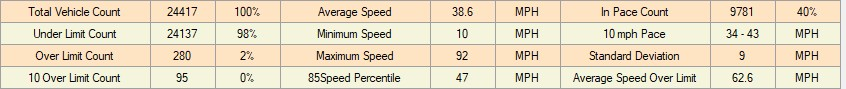 Total Vehicle Count 24417 100% Average Speed 38.6 MPH In Pace Count 9781 40%
Under Limit Count 24137 98% Minimum Speed 10 MPH 10 mph Pace 34 - 43 MPH
Over Limit Count 280 2% Maximum Speed 92 MPH Standard Deviation 9 MPH
10 Over Limit Count 95 0% 85Speed Percentile 47 MPH Average Speed Over Limit 62.6 MPH